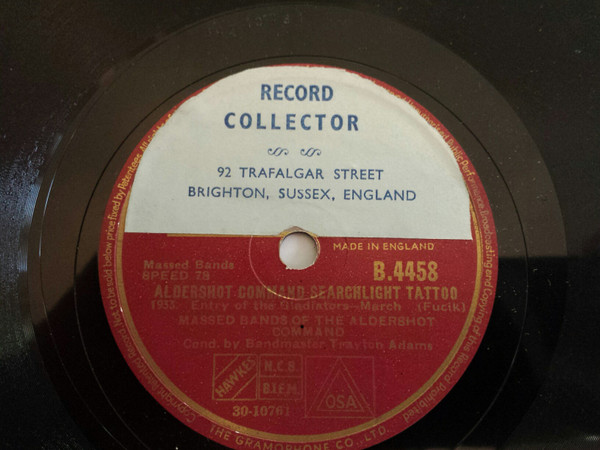 RECORD
COLLECTOR
92 TRAFALGAR STREET
BRIGHTON, SUSSEX, ENGLAND
MADE IN ENGLAND
Massed Bands
SPEED 78
B.4458
ALDERSHOT COMMAND SEARCHLIGHT TATTOO
1933. Entry of the Gladiators—March (Fucik)
MASSED BANDS OF THE ALDERSHOT
COMMAND
Cond. by Bandmaster Trayton Adams
HAWKES
N.C.B.
B.I.E.M.
OSA
30-10761
THE GRAMOPHONE CO., LTD.